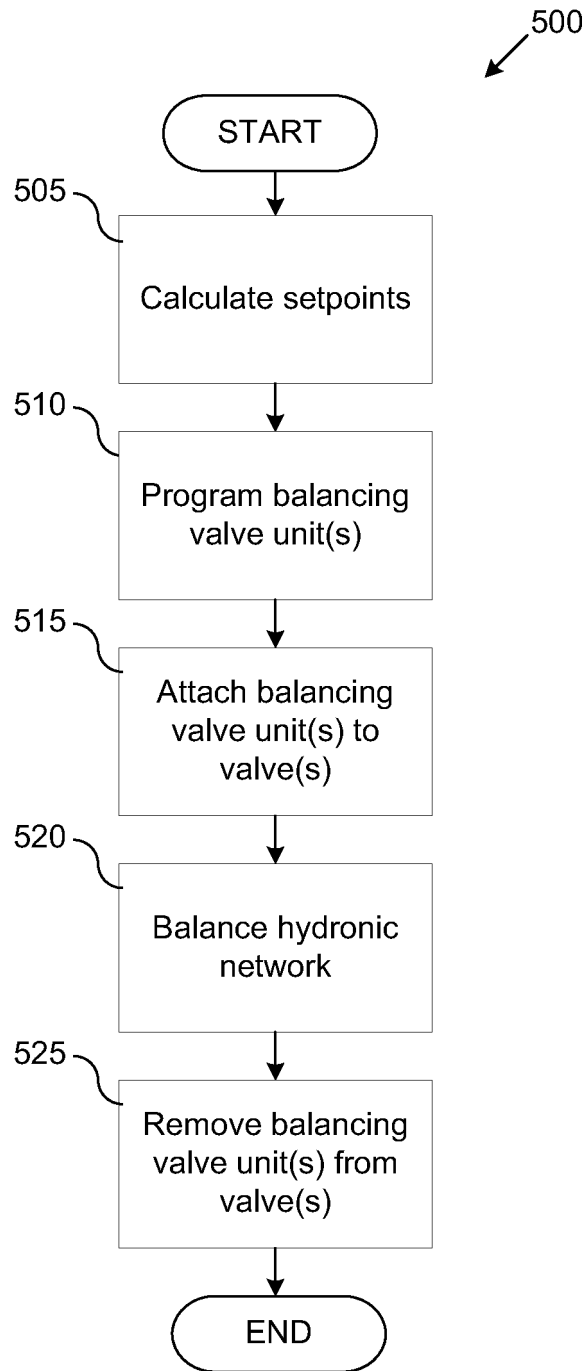 500
START
505
Calculate setpoints
510
Program balancing
valve unit(s)
515
Attach balancing
valve unit(s) to
valve(s)
520
Balance hydronic
network
525
Remove balancing
valve unit(s) from
valve(s)
END